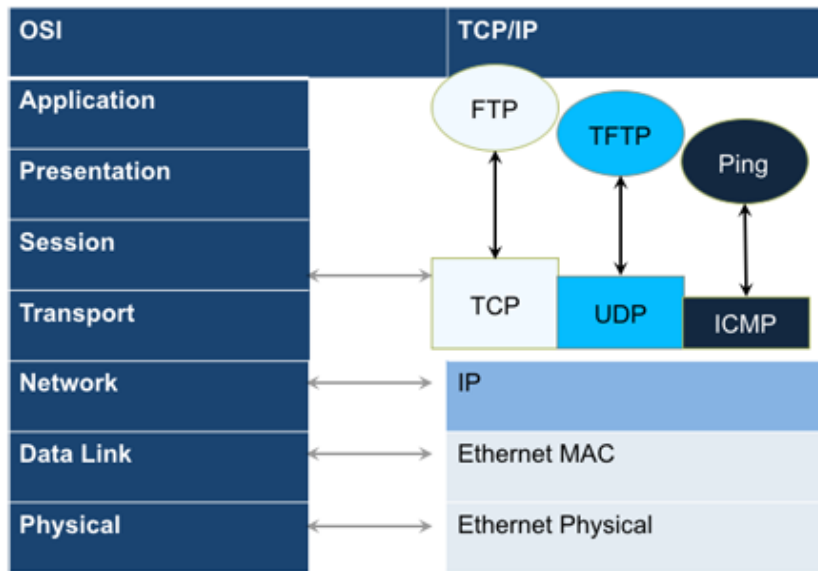 OSI
TCP/IP
Application
FTP
TFTP
Presentation
Ping
Session
Transport
TCP
UDP
ICMP
Network
IP
Data Link
Ethernet MAC
Physical
Ethernet Physical